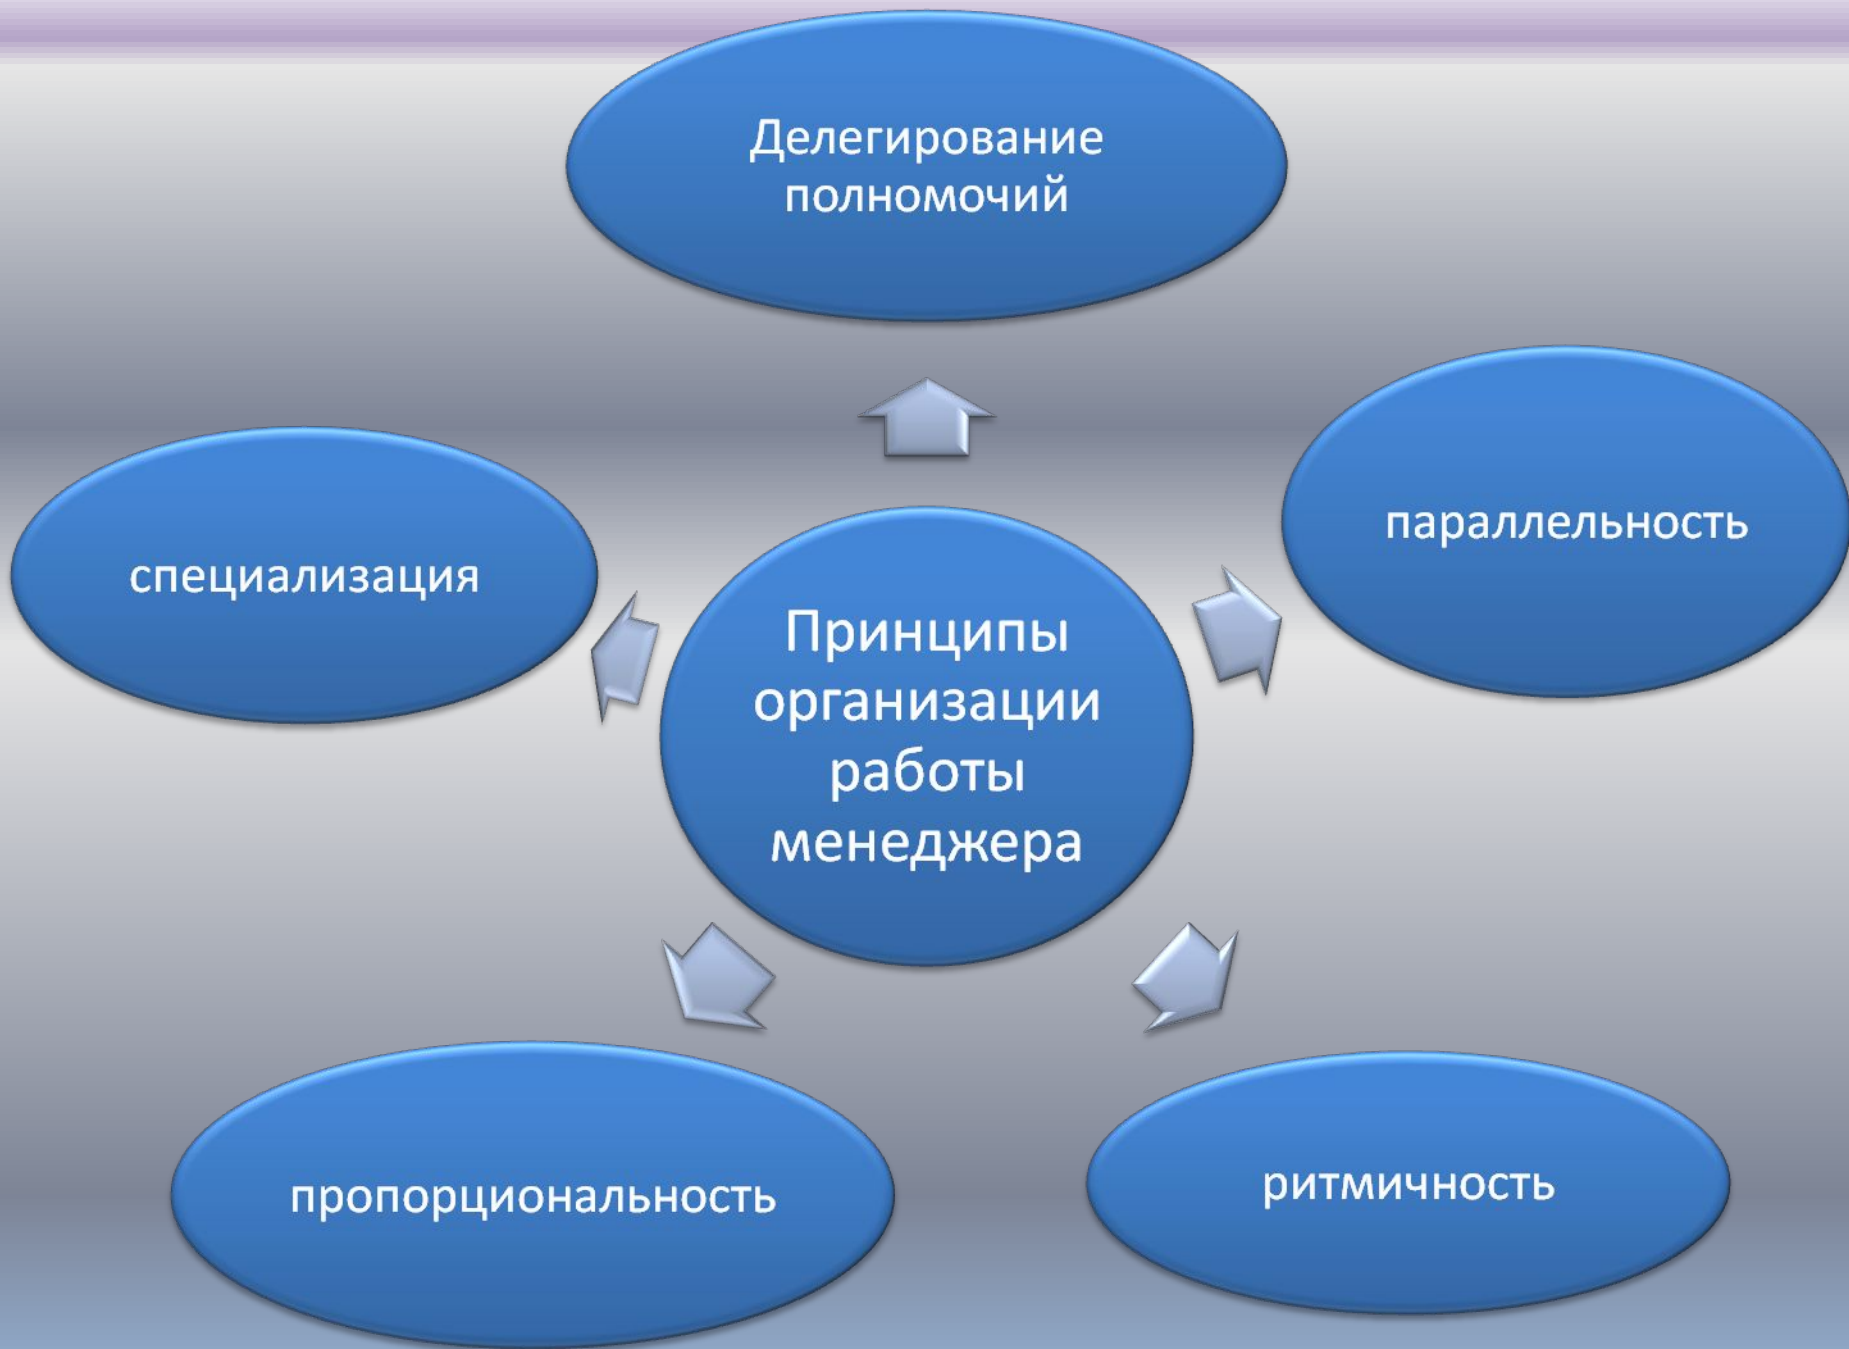 Делегирование
полномочий
параллельность
специализация
Принципы
организации
работы
менеджера
пропорциональность
ритмичность